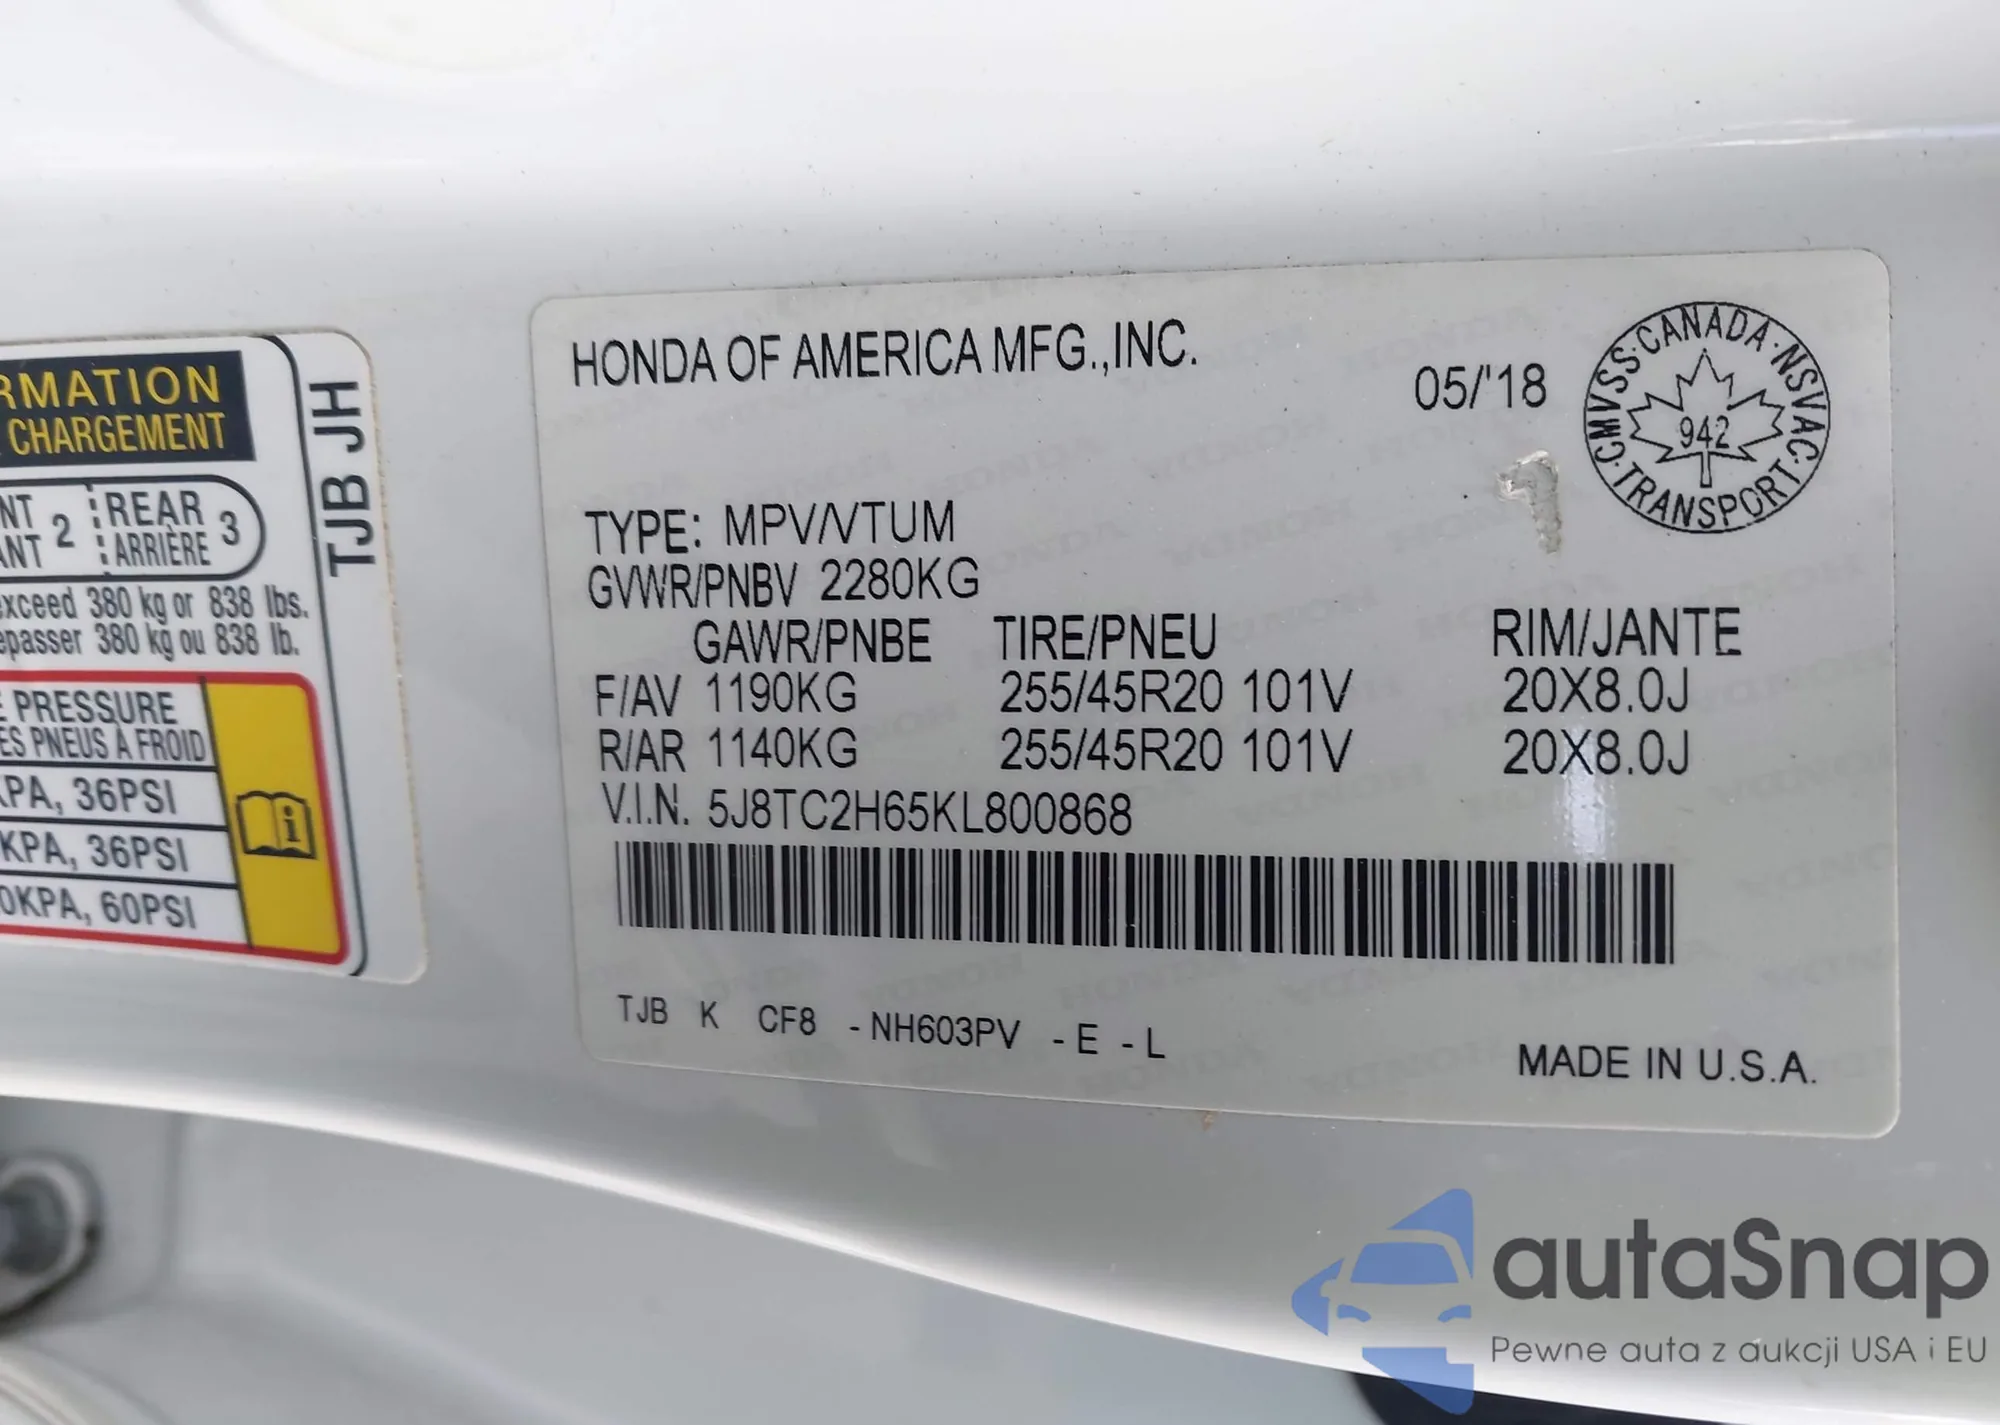 RMATION
CHARGEMENT
NT 2 REAR 3
ANT ARRIÈRE
exceed 380 kg or 838 lbs.
épasser 380 kg ou 838 lb.
E PRESSURE
ES PNEUS À FROID
KPA, 36PSI
KPA, 36PSI
0KPA, 60PSI
TJB JH
HONDA OF AMERICA MFG.,INC.
05/'18
CMVSS·CANADA·NSVAC·TRANSPORT
942
TYPE: MPV/VTUM
GVWR/PNBV 2280KG
GAWR/PNBE TIRE/PNEU RIM/JANTE
F/AV 1190KG 255/45R20 101V 20X8.0J
R/AR 1140KG 255/45R20 101V 20X8.0J
V.I.N. 5J8TC2H65KL800868
TJB K CF8 -NH603PV -E -L
MADE IN U.S.A.
autaSnap
Pewne auta z aukcji USA i EU